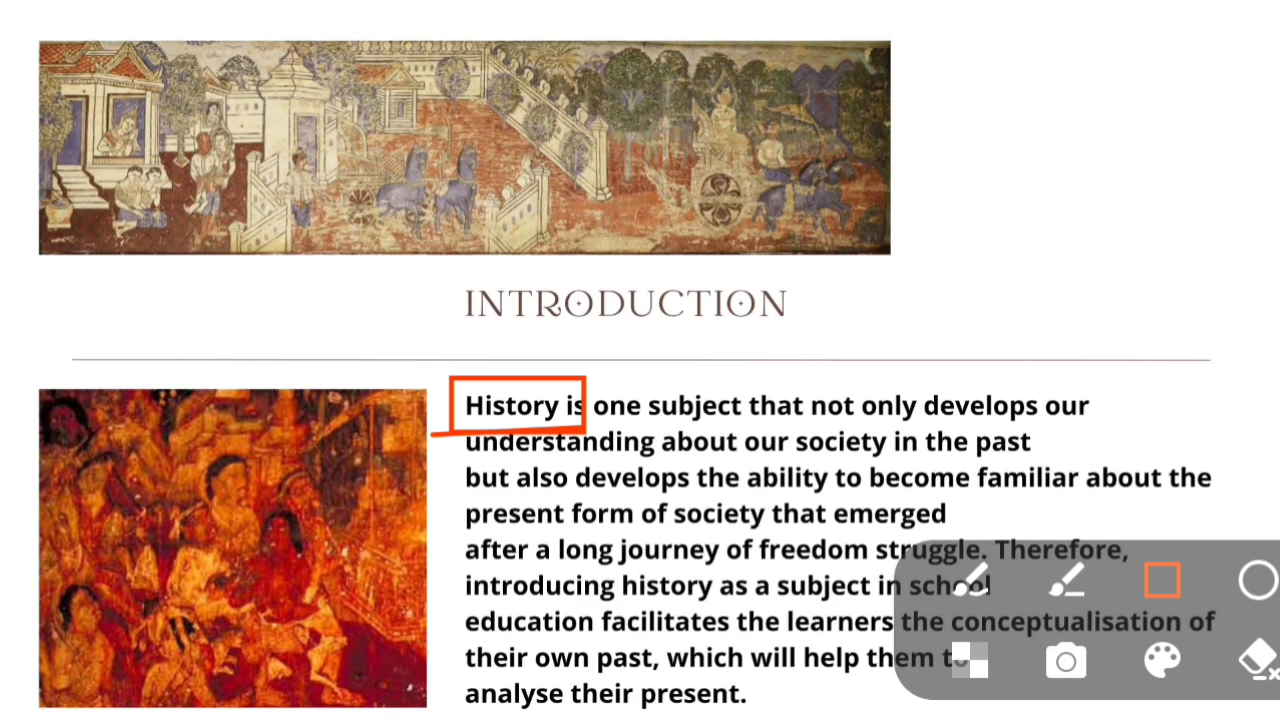 INTRODUCTION
History is one subject that not only develops our
understanding about our society in the past
but also develops the ability to become familiar about the
present form of society that emerged
after a long journey of freedom struggle. Therefore,
introducing history as a subject in school
education facilitates the learners the conceptualisation of
their own past, which will help them to
analyse their present.